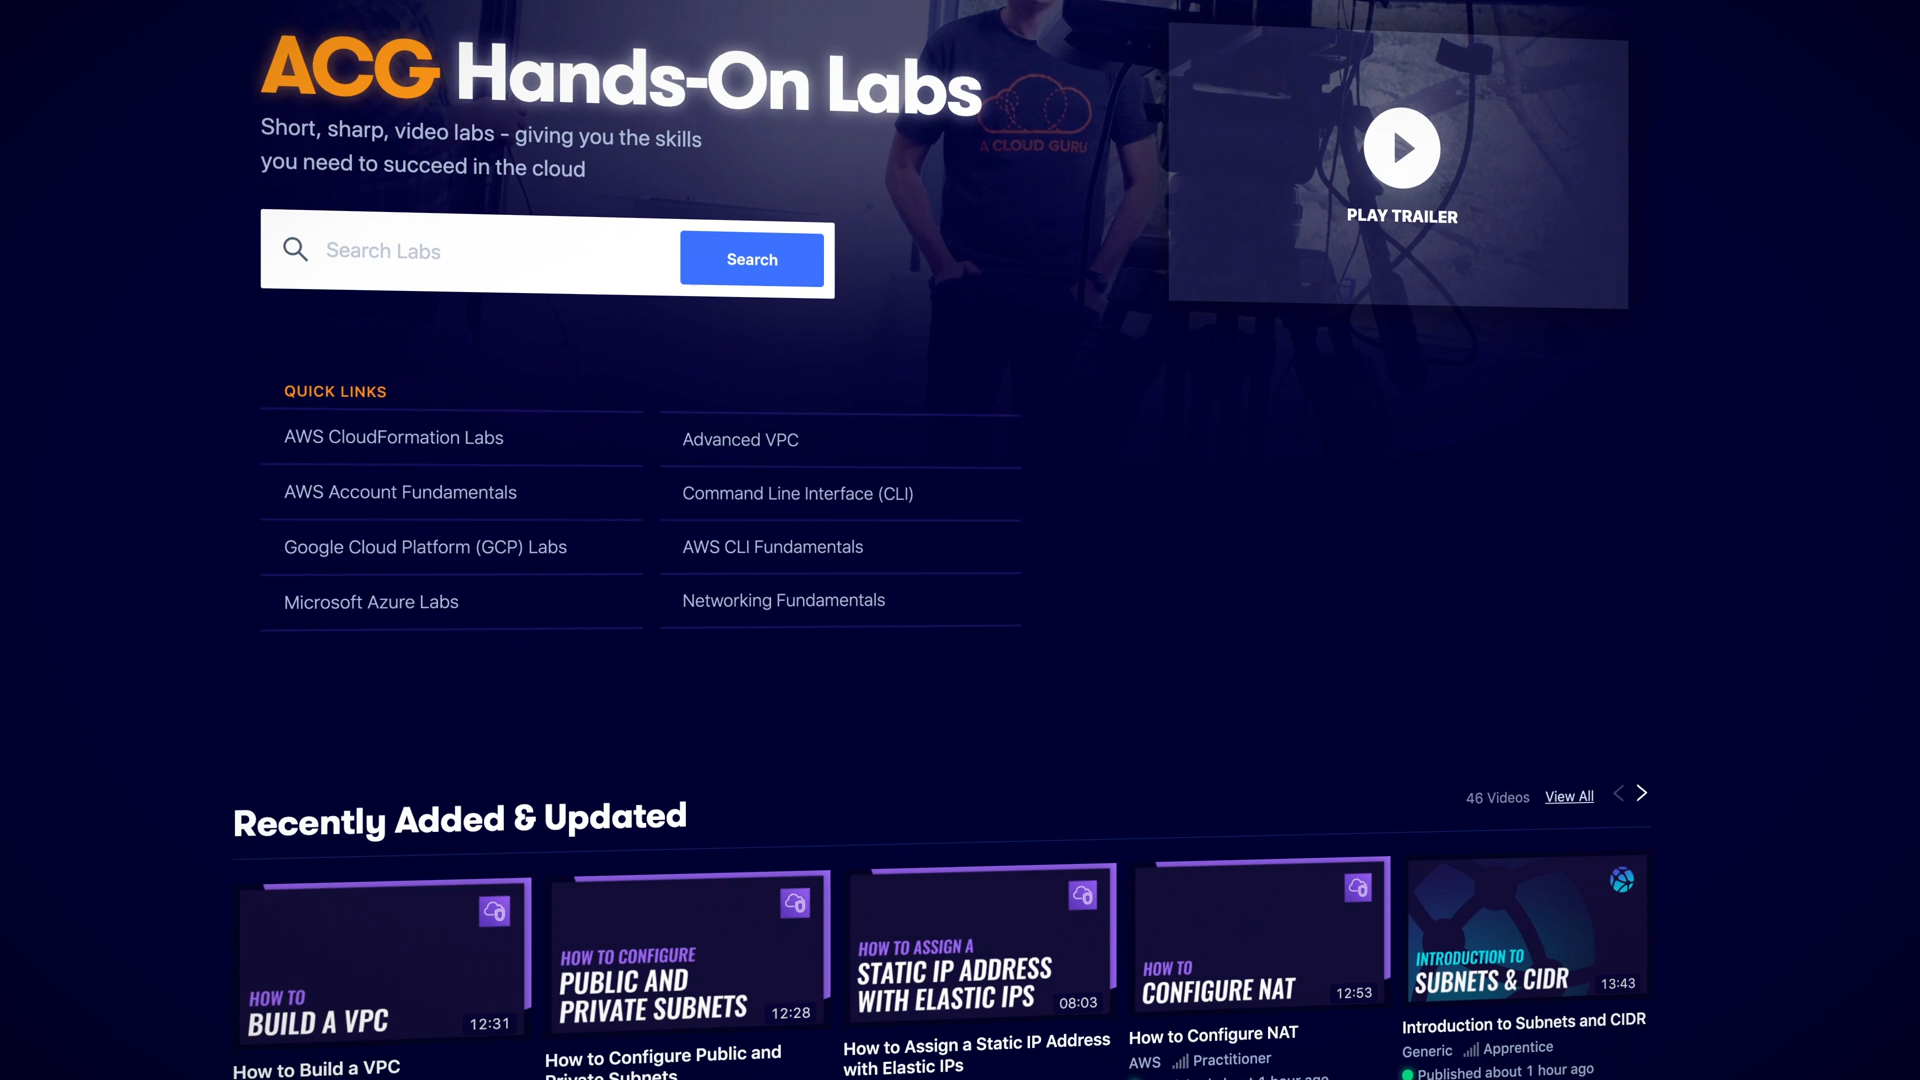 ACG Hands-On Labs
Short, sharp, video labs - giving you the skills
you need to succeed in the cloud
A CLOUD GURU
PLAY TRAILER
Search Labs
Search
QUICK LINKS
AWS CloudFormation Labs
Advanced VPC
AWS Account Fundamentals
Command Line Interface (CLI)
Google Cloud Platform (GCP) Labs
AWS CLI Fundamentals
Microsoft Azure Labs
Networking Fundamentals
Recently Added & Updated
46 Videos
View All
HOW TO
BUILD A VPC
12:31
How to Build a VPC
HOW TO CONFIGURE
PUBLIC AND
PRIVATE SUBNETS
12:28
How to Configure Public and
Private Subnets
HOW TO ASSIGN A
STATIC IP ADDRESS
WITH ELASTIC IPS
08:03
How to Assign a Static IP Address
with Elastic IPs
HOW TO
CONFIGURE NAT
12:53
How to Configure NAT
AWS Practitioner
about 1 hour ago
INTRODUCTION TO
SUBNETS & CIDR
13:43
Introduction to Subnets and CIDR
Generic Apprentice
Published about 1 hour ago